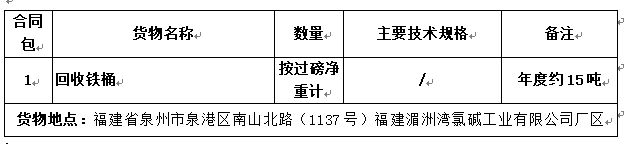 合同包 货物名称 数量 主要技术规格 备注
1 回收铁桶 按过磅净重计 / 年度约15吨
货物地点：福建省泉州市泉港区南山北路（1137号）福建湄洲湾氯碱工业有限公司厂区